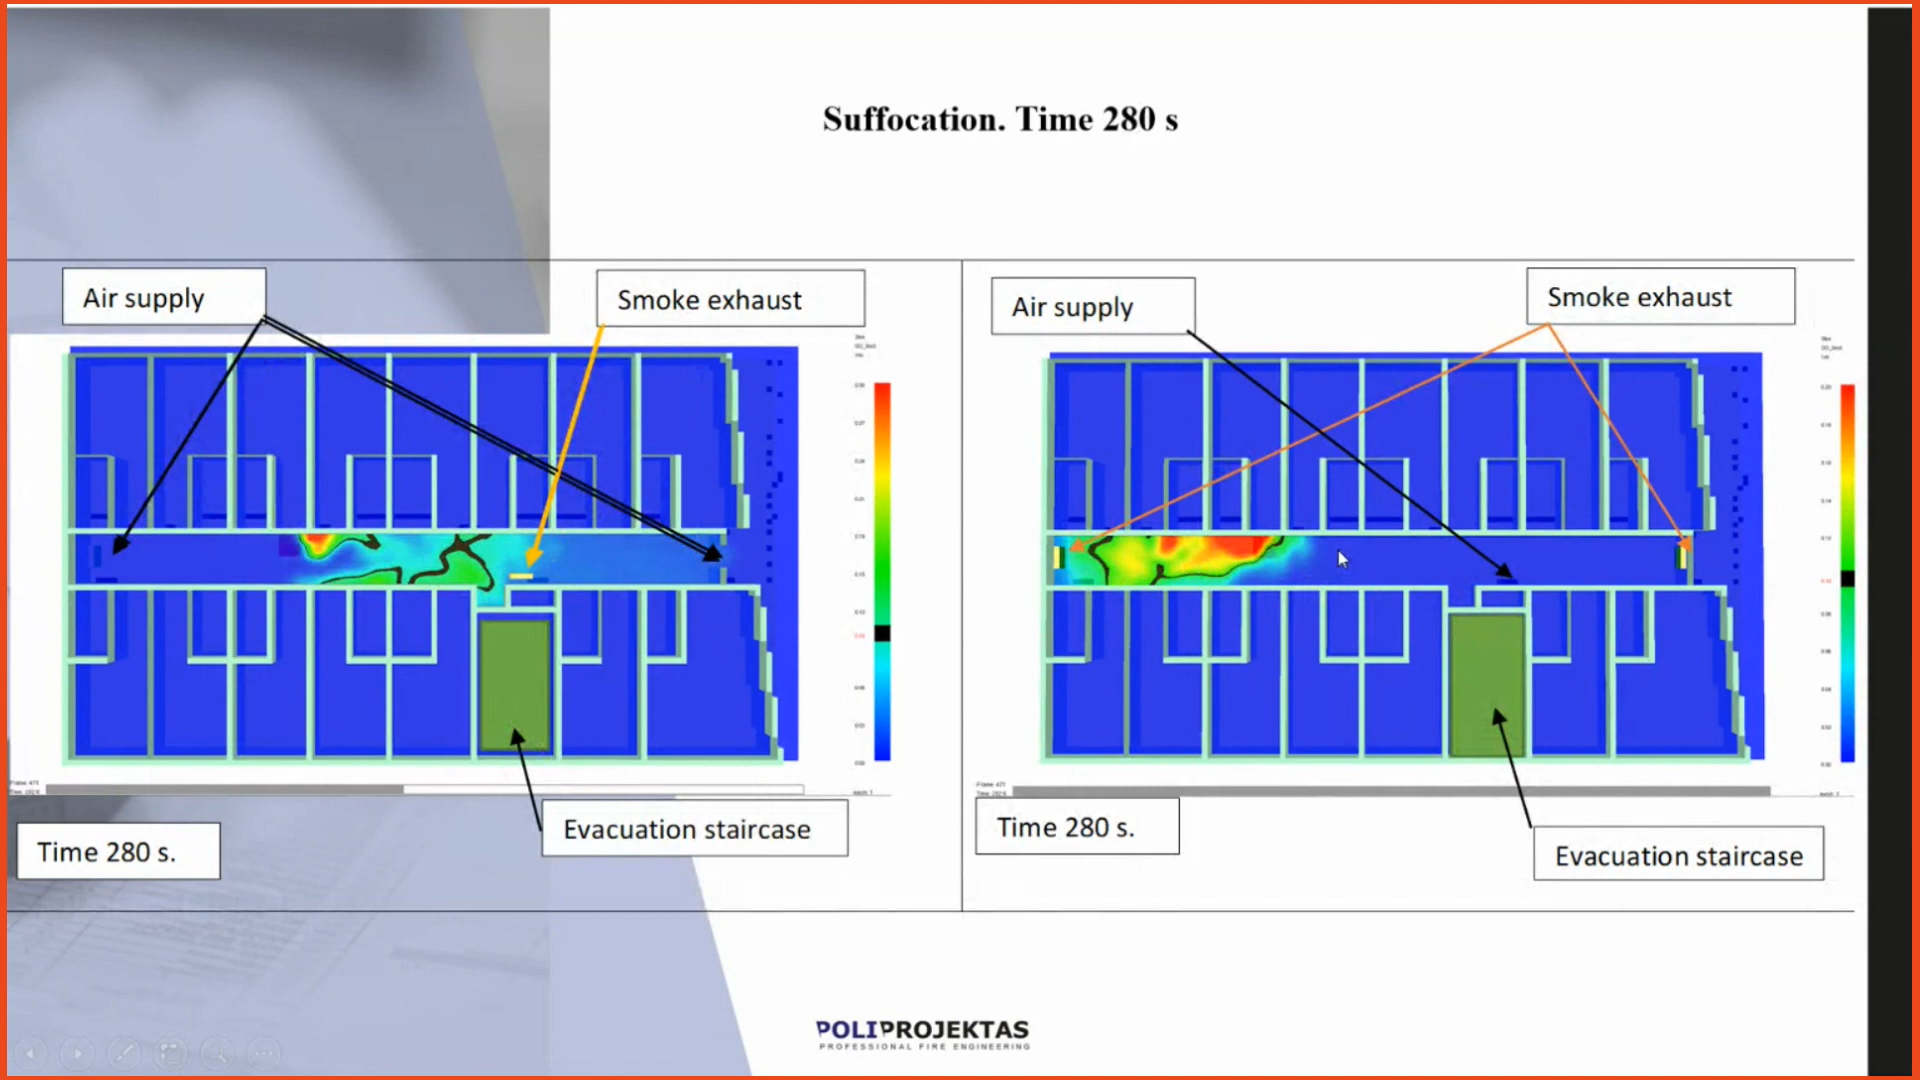 Suffocation. Time 280 s
Air supply
Smoke exhaust
Evacuation staircase
Time 280 s.
Air supply
Smoke exhaust
Time 280 s.
Evacuation staircase
POLIPROJEKTAS
PROFESSIONAL FIRE ENGINEERING